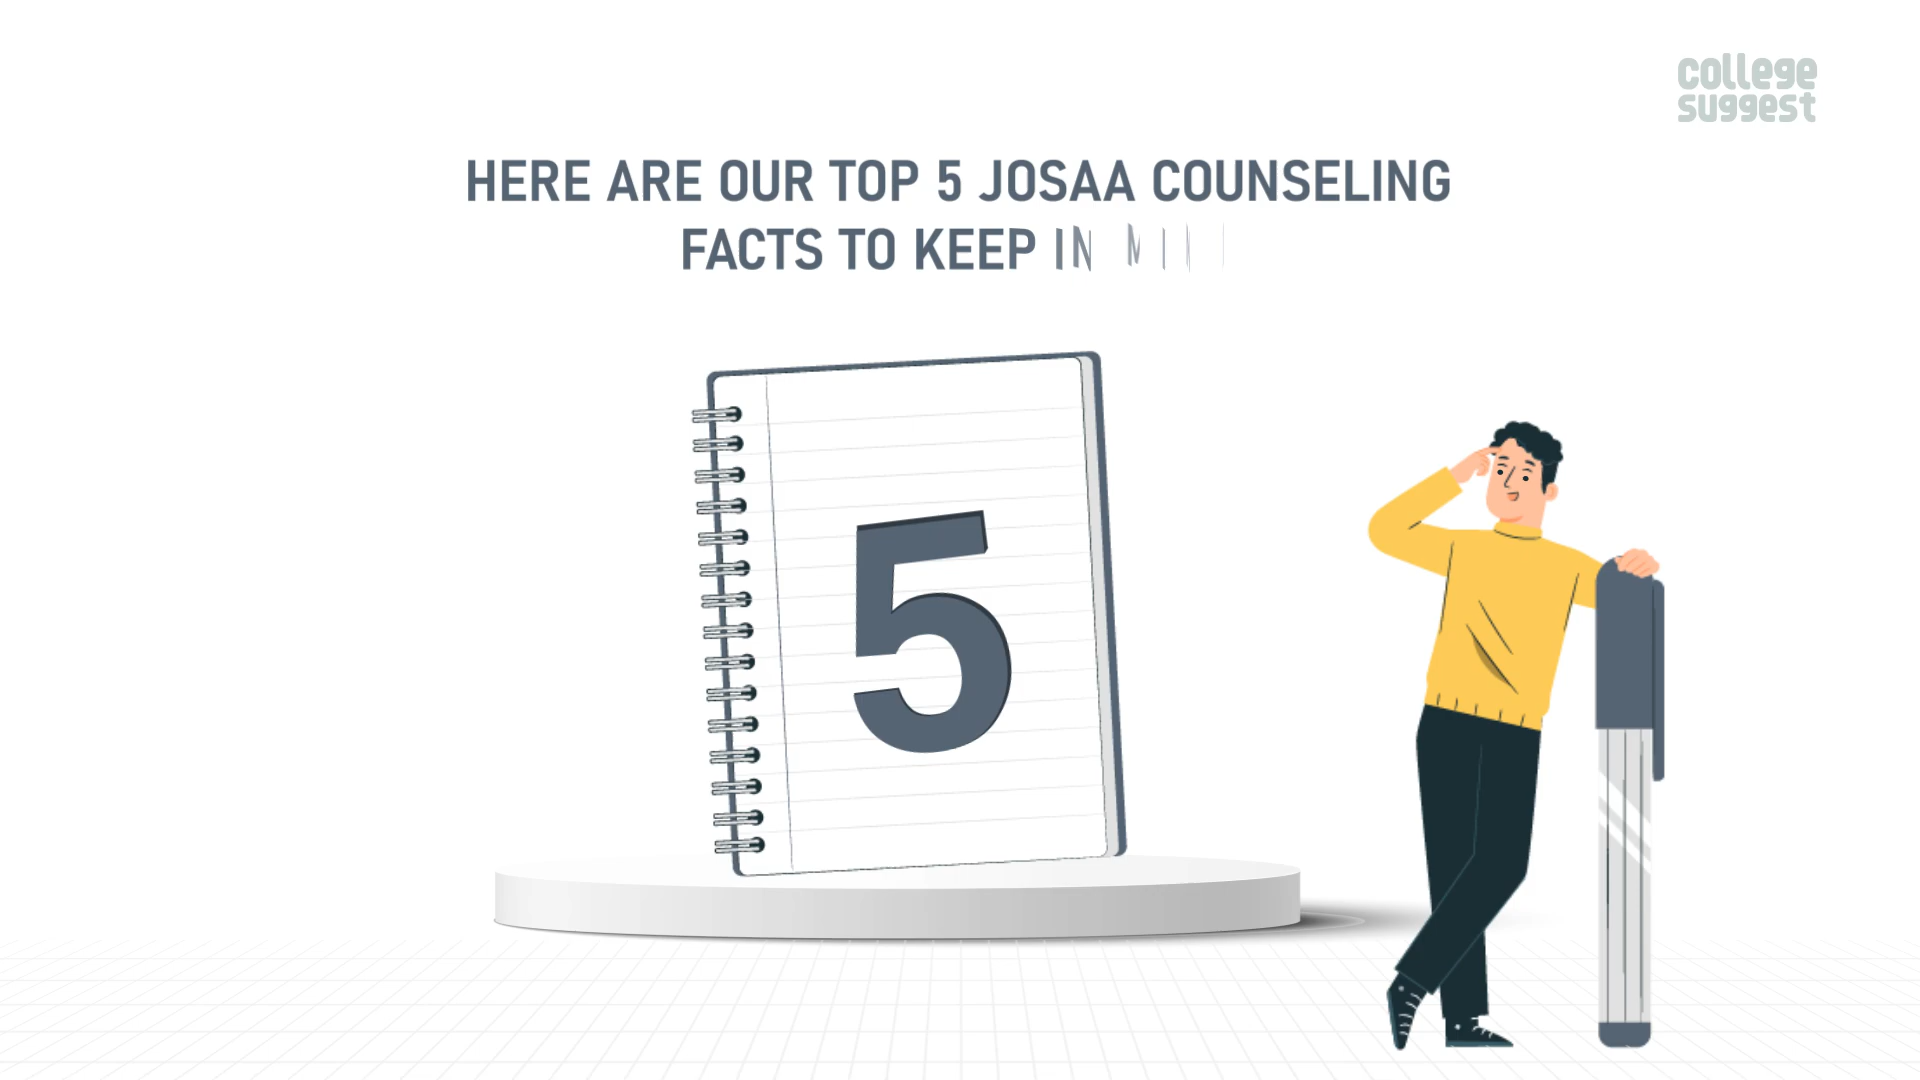 college
suggest
HERE ARE OUR TOP 5 JOSAA COUNSELING
FACTS TO KEEP IN
5